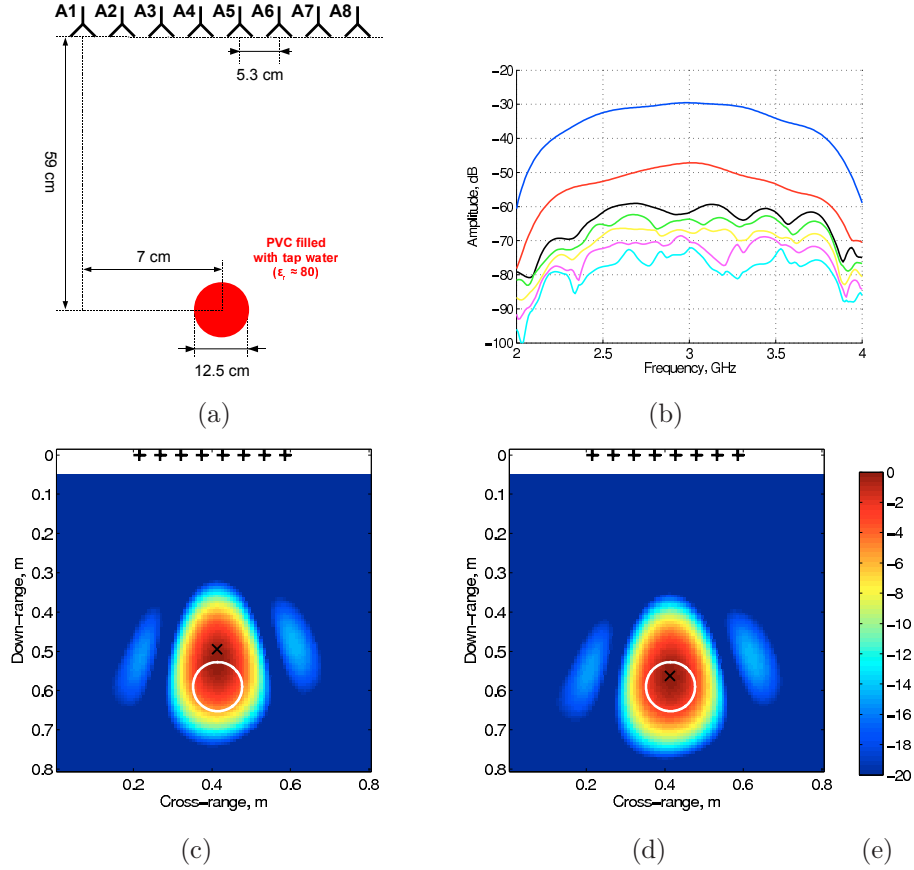 A1 A2 A3 A4 A5 A6 A7 A8
5.3 cm
59 cm
7 cm
PVC filled
with tap water
(εr ≈ 80)
12.5 cm
(a)
−20
−30
−40
−50
−60
−70
−80
−90
−100
Amplitude, dB
2 2.5 3 3.5 4
Frequency, GHz
(b)
0
0.1
0.2
0.3
0.4
0.5
0.6
0.7
0.8
Down−range, m
0.2 0.4 0.6 0.8
Cross−range, m
(c)
0
0.1
0.2
0.3
0.4
0.5
0.6
0.7
0.8
Down−range, m
0.2 0.4 0.6 0.8
Cross−range, m
(d)
0
−2
−4
−6
−8
−10
−12
−14
−16
−18
−20
(e)